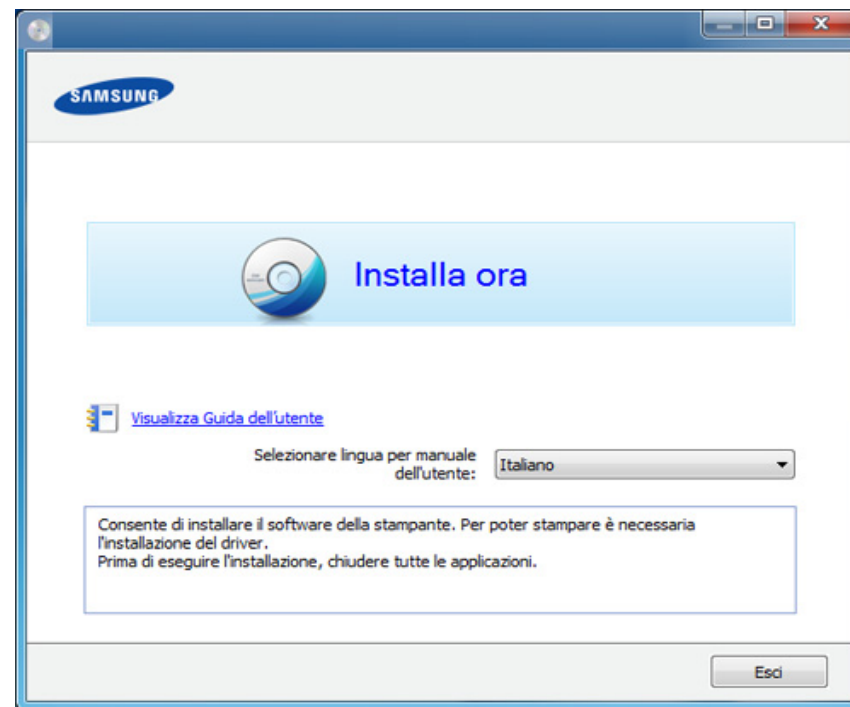 SAMSUNG
Installa ora
Visualizza Guida dell'utente
Selezionare lingua per manuale
dell'utente:
Italiano
Consente di installare il software della stampante. Per poter stampare è necessaria
l'installazione del driver.
Prima di eseguire l'installazione, chiudere tutte le applicazioni.
Esci